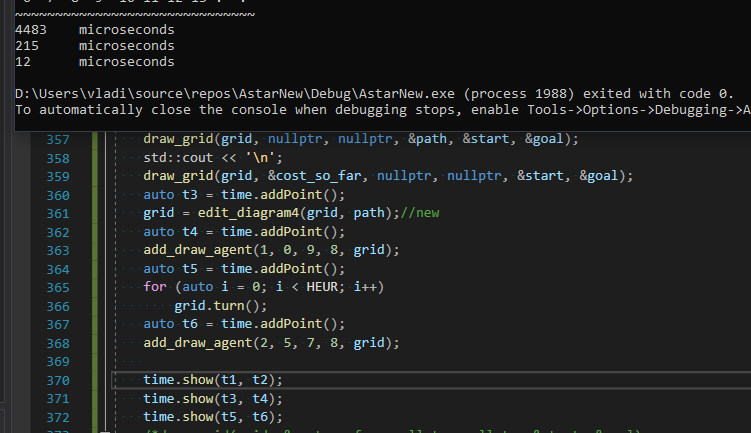 ~~~~~~~~~~~~~~~~~~~~~~~~~~~~~~
4483    microseconds
215     microseconds
12      microseconds
D:\Users\vladi\source\repos\AstarNew\Debug\AstarNew.exe (process 1988) exited with code 0.
To automatically close the console when debugging stops, enable Tools->Options->Debugging->A
357 draw_grid(grid, nullptr, nullptr, &path, &start, &goal);
358 std::cout << '\n';
359 draw_grid(grid, &cost_so_far, nullptr, nullptr, &start, &goal);
360 auto t3 = time.addPoint();
361 grid = edit_diagram4(grid, path);//new
362 auto t4 = time.addPoint();
363 add_draw_agent(1, 0, 9, 8, grid);
364 auto t5 = time.addPoint();
365 for (auto i = 0; i < HEUR; i++)
366     grid.turn();
367 auto t6 = time.addPoint();
368 add_draw_agent(2, 5, 7, 8, grid);
369
370 time.show(t1, t2);
371 time.show(t3, t4);
372 time.show(t5, t6);